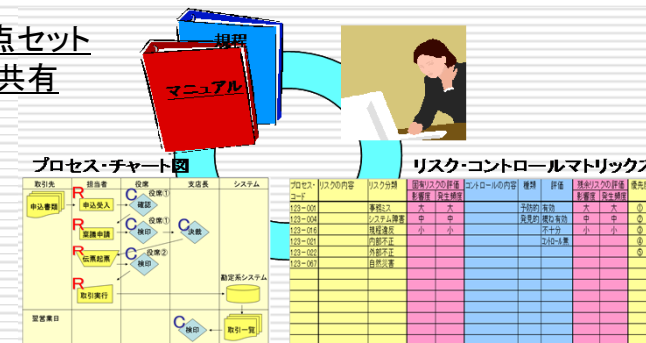 点セット
共有
規程
マニュアル
プロセス・チャート図
リスク・コントロールマトリックス
取引先 担当者 役席 支店長 システム
申込書類 R 申込受入 C 役席① 確認
R 稟議申請 C 役席① 検印 C 決裁
R 伝票起票 C 役席② 検印
R 取引実行
勘定系システム
翌営業日 C 検印 取引一覧
プロセス・コード リスクの内容 リスク分類 固有リスクの評価 コントロールの内容 種類 評価 残余リスクの評価 優先
影響度 発生頻度 影響度 発生頻度
123-001 事務ミス 大 大 予防的 有効 大 大 ①
123-004 システム障害 中 中 発見的 概ね有効 中 中 ②
123-016 規程違反 小 小 不十分 小 小 ③
123-021 内部不正 ④
123-022 外部不正 ⑤
123-067 自然災害